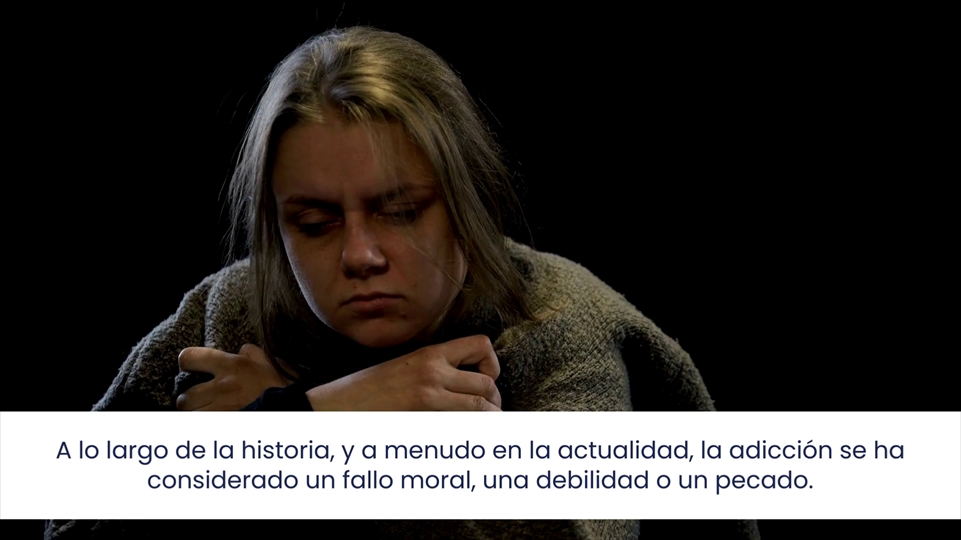 A lo largo de la historia, y a menudo en la actualidad, la adicción se ha
considerado un fallo moral, una debilidad o un pecado.